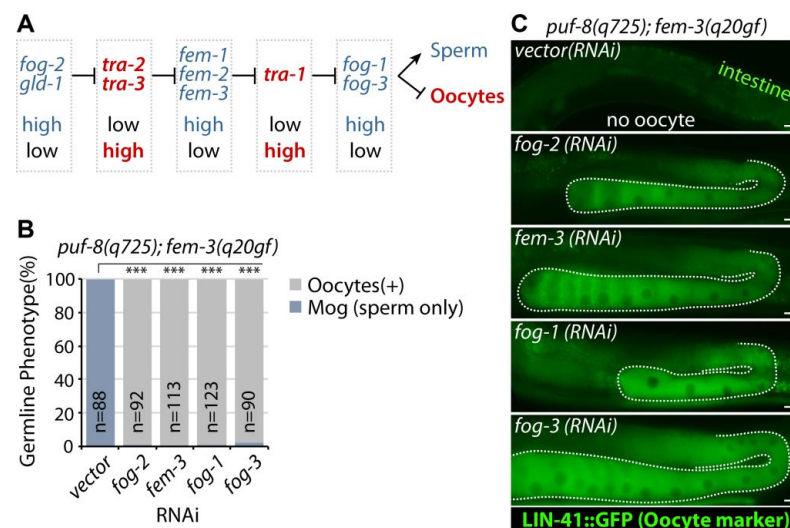 A
fog-2
gld-1
tra-2
tra-3
fem-1
fem-2
fem-3
tra-1
fog-1
fog-3
Sperm
Oocytes
high low high low high
low high low high low
B
puf-8(q725); fem-3(q20gf)
*** *** *** ***
Germline Phenotype(%)
100
80
60
40
20
0
n=88 n=92 n=113 n=123 n=90
vector fog-2 fem-3 fog-1 fog-3
RNAi
Oocytes(+)
Mog (sperm only)
C
puf-8(q725); fem-3(q20gf)
vector(RNAi)
intestine
no oocyte
fog-2 (RNAi)
fem-3 (RNAi)
fog-1 (RNAi)
fog-3 (RNAi)
LIN-41::GFP (Oocyte marker)